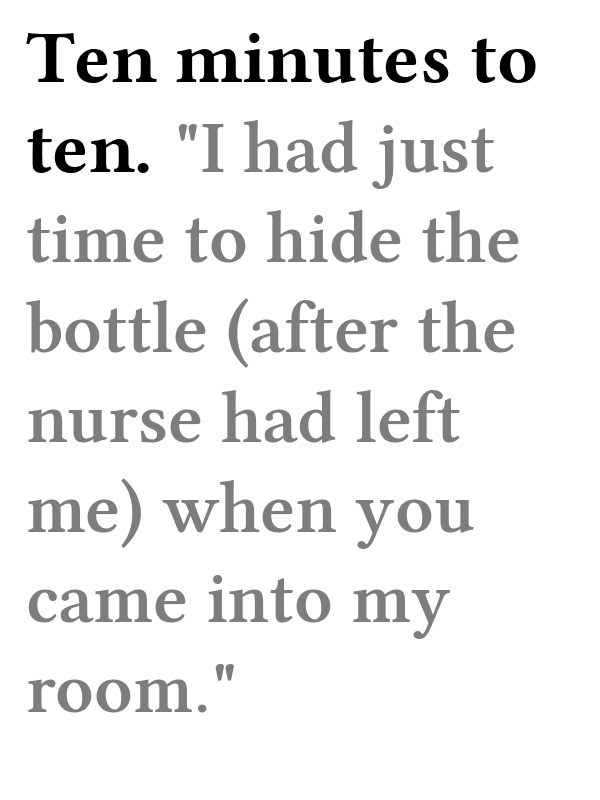 Ten minutes to
ten. "I had just
time to hide the
bottle (after the
nurse had left
me) when you
came into my
room."